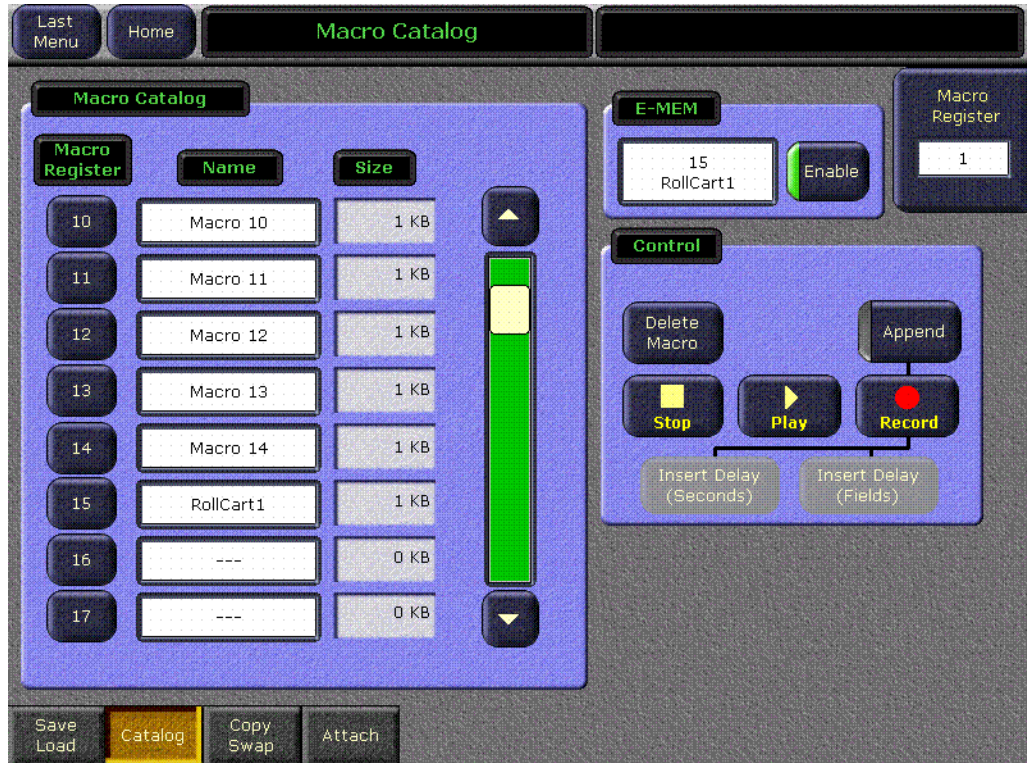 Last
Menu
Home
Macro Catalog
Macro Catalog
Macro
Register
Name
Size
10
Macro 10
1 KB
11
Macro 11
1 KB
12
Macro 12
1 KB
13
Macro 13
1 KB
14
Macro 14
1 KB
15
RollCart1
1 KB
16
---
0 KB
17
---
0 KB
E-MEM
15
RollCart1
Enable
Macro
Register
1
Control
Delete
Macro
Append
Stop
Play
Record
Insert Delay
(Seconds)
Insert Delay
(Fields)
Save
Load
Catalog
Copy
Swap
Attach